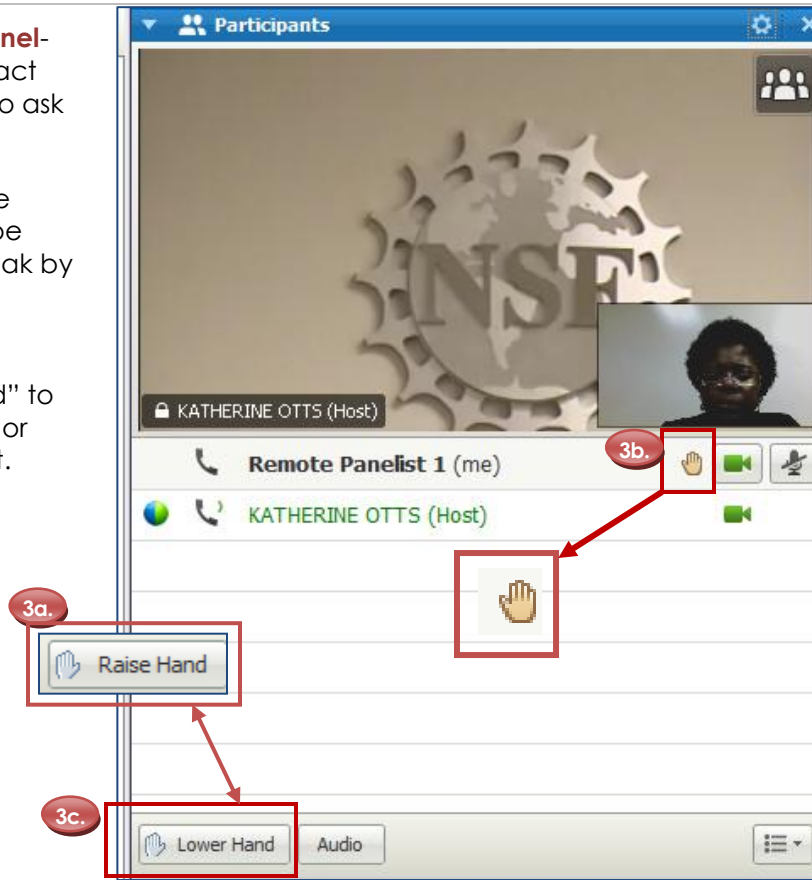 nel-
act
o ask
e
be
ak by
d” to
or
t.
Participants
NSF
KATHERINE OTTS (Host)
3b.
Remote Panelist 1 (me)
KATHERINE OTTS (Host)
3a.
Raise Hand
3c.
Lower Hand
Audio